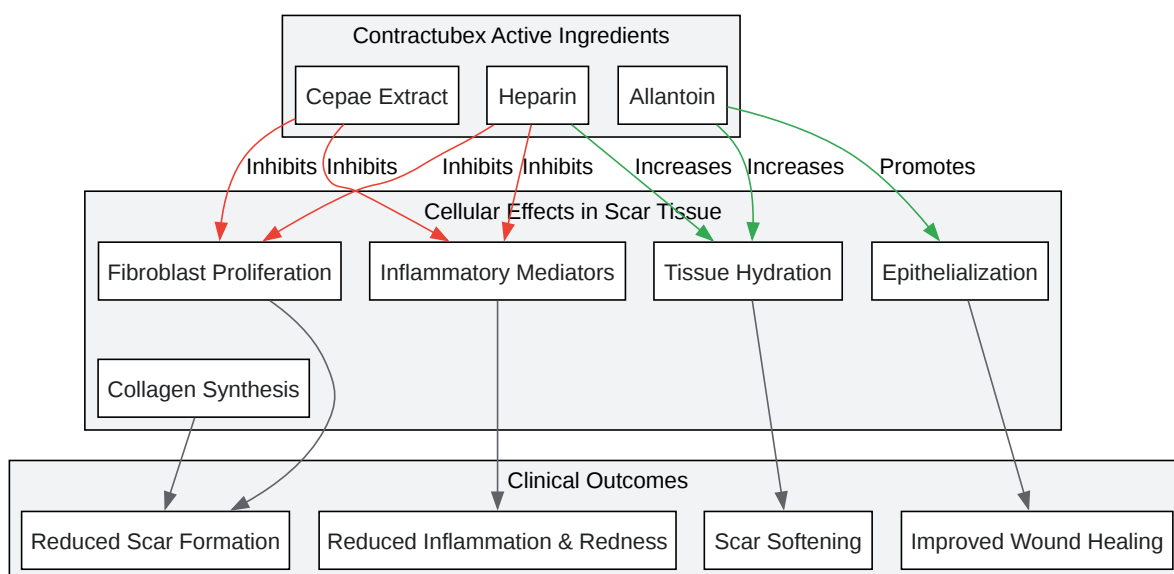 Contractubex Active Ingredients
Cepae Extract
Heparin
Allantoin
Inhibits
Inhibits
Inhibits
Inhibits
Increases
Increases
Promotes
Cellular Effects in Scar Tissue
Fibroblast Proliferation
Inflammatory Mediators
Tissue Hydration
Epithelialization
Collagen Synthesis
Clinical Outcomes
Reduced Scar Formation
Reduced Inflammation & Redness
Scar Softening
Improved Wound Healing